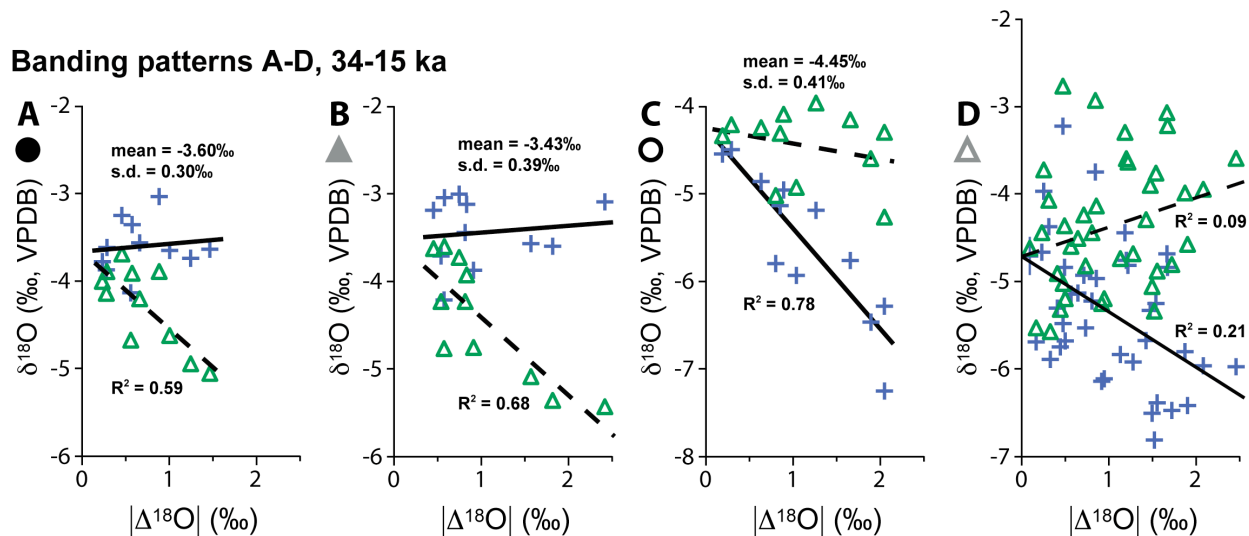 Banding patterns A-D, 34-15 ka
A
mean = -3.60‰
s.d. = 0.30‰
R² = 0.59
-2
-3
-4
-5
-6
0
1
2
δ¹⁸O (‰, VPDB)
|Δ¹⁸O| (‰)
B
mean = -3.43‰
s.d. = 0.39‰
R² = 0.68
-2
-3
-4
-5
-6
0
1
2
δ¹⁸O (‰, VPDB)
|Δ¹⁸O| (‰)
C
mean = -4.45‰
s.d. = 0.41‰
R² = 0.78
-4
-5
-6
-7
-8
0
1
2
δ¹⁸O (‰, VPDB)
|Δ¹⁸O| (‰)
D
R² = 0.09
R² = 0.21
-2
-3
-4
-5
-6
-7
0
1
2
δ¹⁸O (‰, VPDB)
|Δ¹⁸O| (‰)